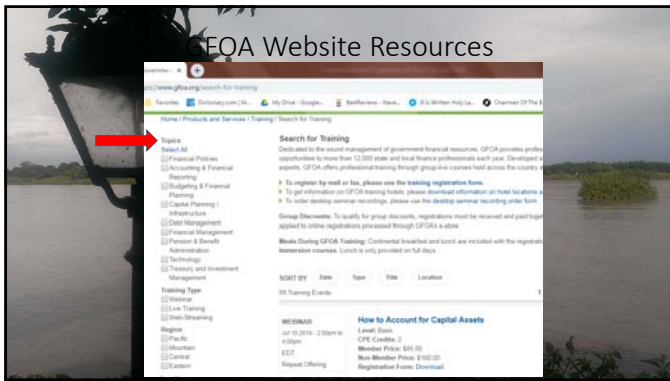 GFOA Website Resources
www.gfoa.org/search-for-training
Favorites Dictionary.com | M... My Drive - Google... BestReviews - Rese... Chairmen Of The B
Home / Products and Services / Training / Search for Training
Topics
Select All
Financial Policies
Accounting & Financial
Reporting
Budgeting & Financial
Planning
Capital Planning /
Infrastructure
Debt Management
Financial Management
Pension & Benefit
Administration
Technology
Treasury and Investment
Management
Training Type
Webinar
Live Training
Web-Streaming
Region
Pacific
Mountain
Central
Eastern
Search for Training
Dedicated to the sound management of government financial resources, GFOA provides profes
opportunities to more than 12,000 state and local finance professionals each year. Developed a
experts, GFOA offers professional training through group-live courses held across the country a
To register by mail or fax, please use the training registration form.
To get information on GFOA training hotels, please download information on hotel locations a
To order desktop seminar recordings, please use the desktop seminar recording order form
Group Discounts: To qualify for group discounts, registrations must be received and paid toget
applied to online registrations processed through GFOA's e-store.
Meals During GFOA Training: Continental breakfast and lunch are included with the registratio
immersion courses. Lunch is only provided on full days.
SORT BY Date Type Title Location
Training Events 1
WEBINAR
Jul 10 2019 - 2:00pm to
4:00pm
EDT
Repeat Offering
How to Account for Capital Assets
Level: Basic
CPE Credits: 2
Member Price: $85.00
Non-Member Price: $160.00
Registration Form: Download